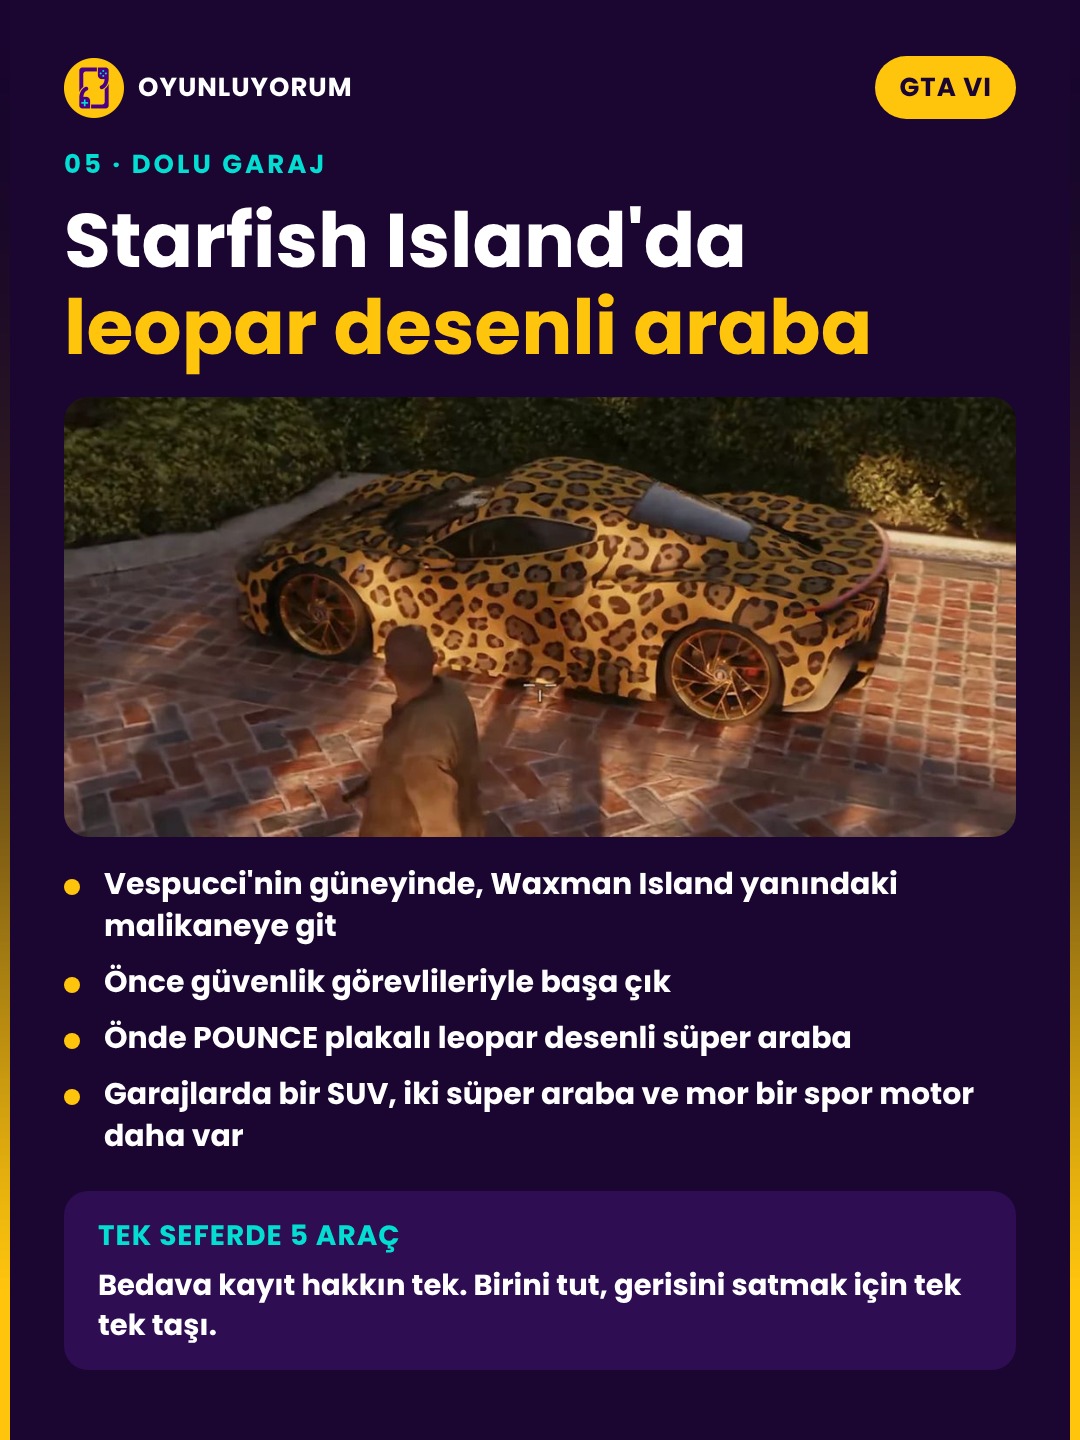 OYUNLUYORUM
GTA VI
05 · DOLU GARAJ
Starfish Island'da
leopar desenli araba
Vespucci'nin güneyinde, Waxman Island yanındaki
malikaneye git
Önce güvenlik görevlileriyle başa çık
Önde POUNCE plakalı leopar desenli süper araba
Garajlarda bir SUV, iki süper araba ve mor bir spor motor
daha var
TEK SEFERDE 5 ARAÇ
Bedava kayıt hakkın tek. Birini tut, gerisini satmak için tek
tek taşı.